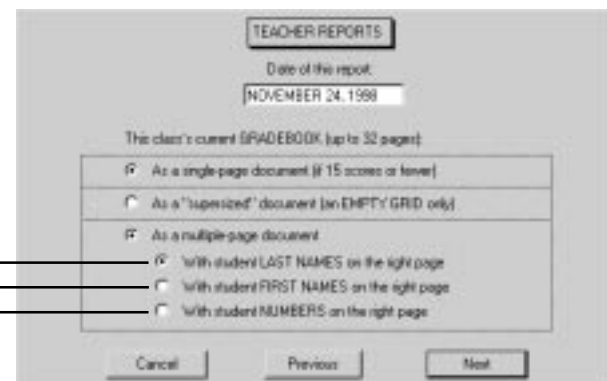 TEACHER REPORTS
Date of this report:
NOVEMBER 24, 1998
This class's current GRADEBOOK (up to 32 pages):
As a single-page document (if 15 scores or fewer)
As a "supersized" document (an EMPTY GRID only)
As a multiple-page document
With student LAST NAMES on the right page
With student FIRST NAMES on the right page
With student NUMBERS on the right page
Cancel
Previous
Next